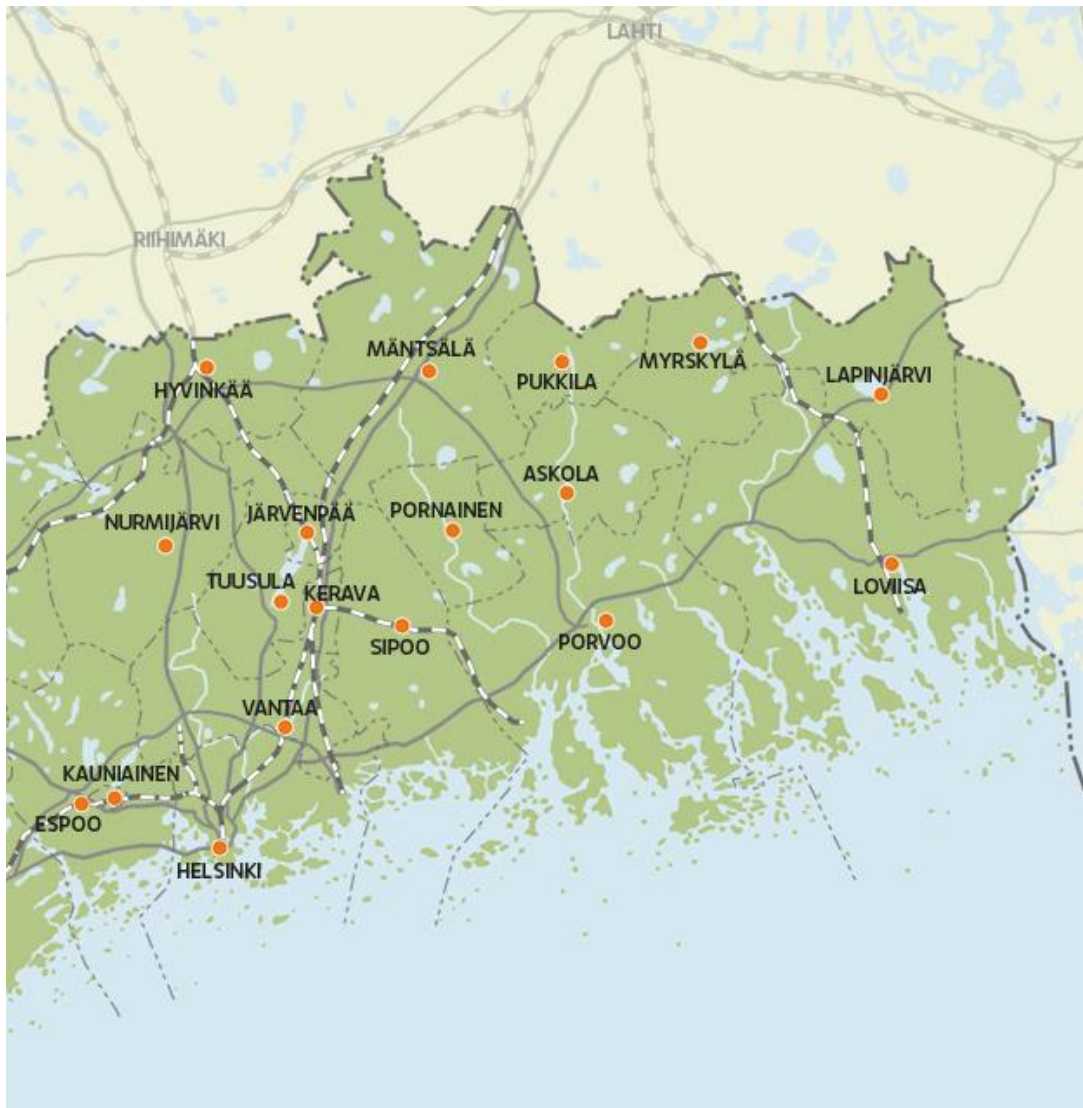 LAHTI
RIIHIMÄKI
MÄNTSÄLÄ
MYRSKYLÄ
HYVINKÄÄ
PUKKILA
LAPINJÄRVI
ASKOLA
NURMIJÄRVI
JÄRVENPÄÄ
PORNAINEN
TUUSULA
KERAVA
LOVIISA
SIPOO
PORVOO
VANTAA
KAUNIAINEN
ESPOO
HELSINKI